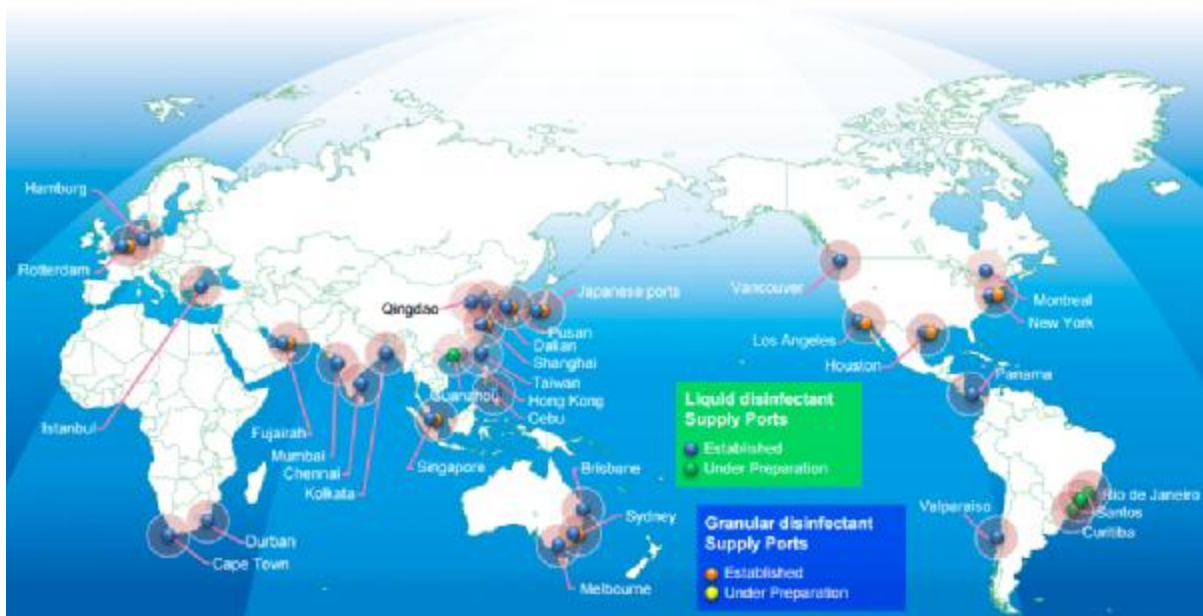 Hamburg
Rotterdam
Istanbul
Fujairah
Mumbai
Chennai
Kolkata
Cape Town
Durban
Qingdao
Japanese ports
Pusan
Dalian
Shanghai
Taiwan
Guanzhou
Hong Kong
Cebu
Singapore
Brisbane
Sydney
Melbourne
Vancouver
Los Angeles
Houston
Montreal
New York
Panama
Valparaiso
Rio de Janeiro
Santos
Curitiba
Liquid disinfectant
Supply Ports
Established
Under Preparation
Granular disinfectant
Supply Ports
Established
Under Preparation